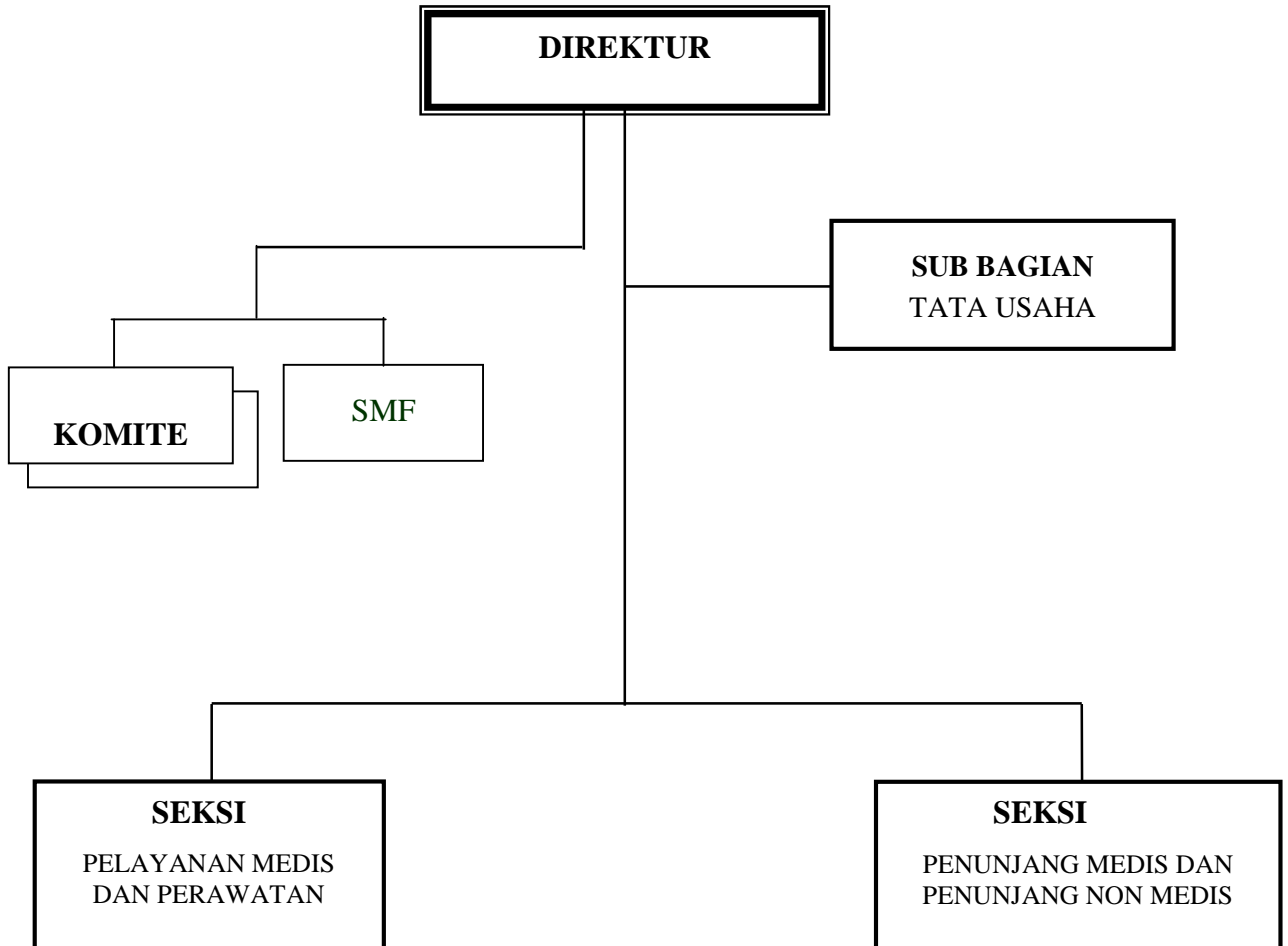 DIREKTUR
SUB BAGIAN
TATA USAHA
KOMITE
SMF
SEKSI
PELAYANAN MEDIS
DAN PERAWATAN
SEKSI
PENUNJANG MEDIS DAN
PENUNJANG NON MEDIS